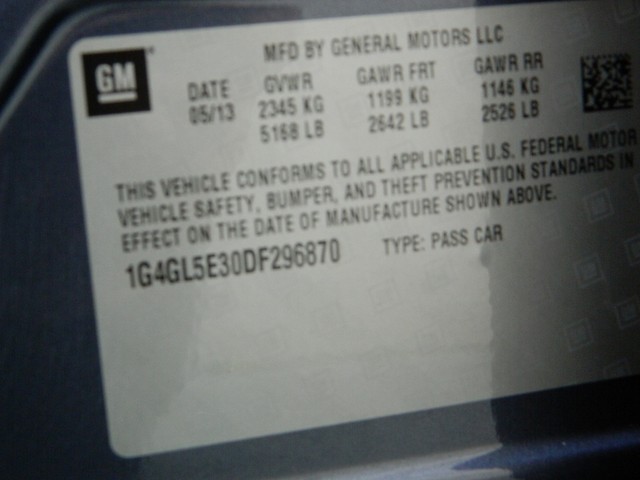 GM
MFD BY GENERAL MOTORS LLC
DATE GVWR GAWR FRT GAWR RR
05/13 2345 KG 1199 KG 1146 KG
5168 LB 2642 LB 2526 LB
THIS VEHICLE CONFORMS TO ALL APPLICABLE U.S. FEDERAL MOTOR
VEHICLE SAFETY, BUMPER, AND THEFT PREVENTION STANDARDS IN
EFFECT ON THE DATE OF MANUFACTURE SHOWN ABOVE.
1G4GL5E30DF296870 TYPE: PASS CAR